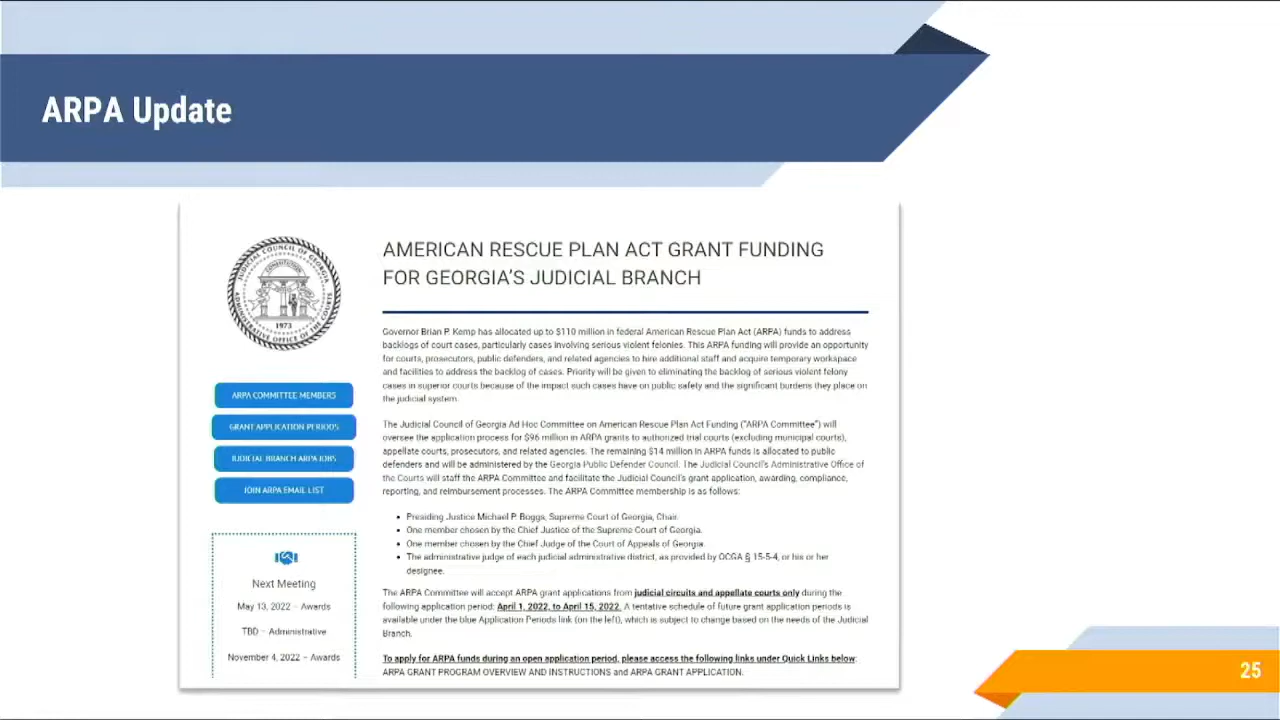 ARPA Update
JUDICIAL COUNCIL OF GEORGIA
ADMINISTRATIVE OFFICE OF THE COURTS
CONSTITUTION
1973
ARPA COMMITTEE MEMBERS
GRANT APPLICATION PERIODS
JUDICIAL BRANCH ARPA JOBS
JOIN ARPA EMAIL LIST
Next Meeting
May 13, 2022 – Awards
TBD – Administrative
November 4, 2022 – Awards
AMERICAN RESCUE PLAN ACT GRANT FUNDING
FOR GEORGIA'S JUDICIAL BRANCH
Governor Brian P. Kemp has allocated up to $110 million in federal American Rescue Plan Act (ARPA) funds to address
backlogs of court cases, particularly cases involving serious violent felonies. This ARPA funding will provide an opportunity
for courts, prosecutors, public defenders, and related agencies to hire additional staff and acquire temporary workspace
and facilities to address the backlog of cases. Priority will be given to eliminating the backlog of serious violent felony
cases in superior courts because of the impact such cases have on public safety and the significant burdens they place on
the judicial system.
The Judicial Council of Georgia Ad Hoc Committee on American Rescue Plan Act Funding ("ARPA Committee") will
oversee the application process for $96 million in ARPA grants to authorized trial courts (excluding municipal courts),
appellate courts, prosecutors, and related agencies. The remaining $14 million in ARPA funds is allocated to public
defenders and will be administered by the Georgia Public Defender Council. The Judicial Council's Administrative Office of
the Courts will staff the ARPA Committee and facilitate the Judicial Council's grant application, awarding, compliance,
reporting, and reimbursement processes. The ARPA Committee membership is as follows:
• Presiding Justice Michael P. Boggs, Supreme Court of Georgia, Chair.
• One member chosen by the Chief Justice of the Supreme Court of Georgia.
• One member chosen by the Chief Judge of the Court of Appeals of Georgia.
• The administrative judge of each judicial administrative district, as provided by OCGA § 15-5-4, or his or her
designee.
The ARPA Committee will accept ARPA grant applications from judicial circuits and appellate courts only during the
following application period: April 1, 2022, to April 15, 2022. A tentative schedule of future grant application periods is
available under the blue Application Periods link (on the left), which is subject to change based on the needs of the Judicial
Branch.
To apply for ARPA funds during an open application period, please access the following links under Quick Links below:
ARPA GRANT PROGRAM OVERVIEW AND INSTRUCTIONS and ARPA GRANT APPLICATION.
25